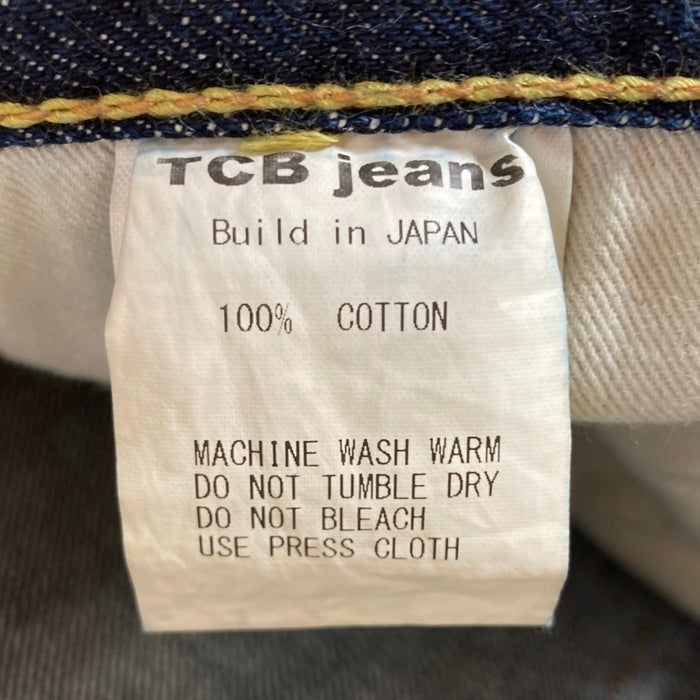 TCB jeans
Build in JAPAN
100% COTTON
MACHINE WASH WARM
DO NOT TUMBLE DRY
DO NOT BLEACH
USE PRESS CLOTH